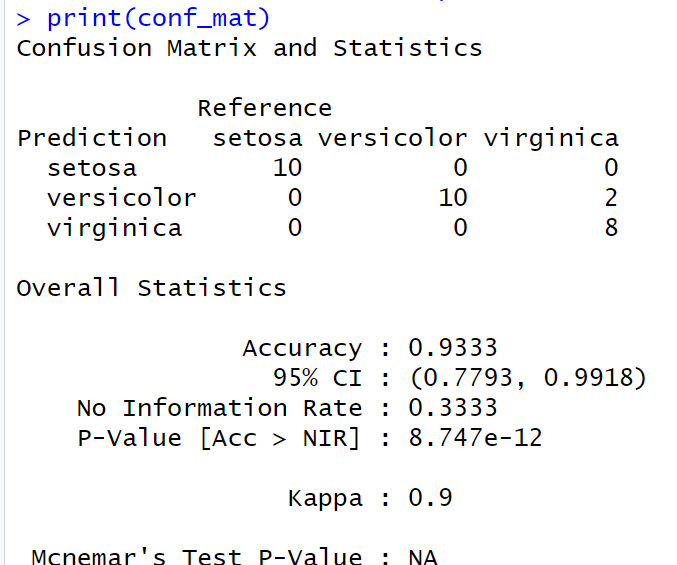 > print(conf_mat)
Confusion Matrix and Statistics
Reference
Prediction setosa versicolor virginica
setosa 10 0 0
versicolor 0 10 2
virginica 0 0 8
Overall Statistics
Accuracy : 0.9333
95% CI : (0.7793, 0.9918)
No Information Rate : 0.3333
P-Value [Acc > NIR] : 8.747e-12
Kappa : 0.9
Mcnemar's Test P-Value : NA